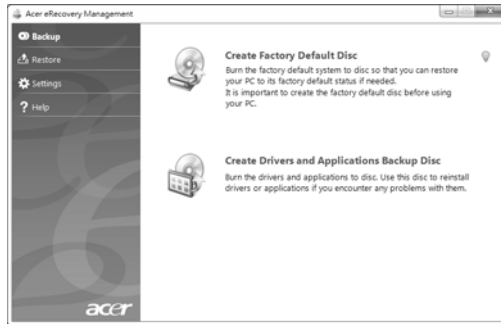 Acer eRecovery Management
Backup
Restore
Settings
Help
Create Factory Default Disc
Burn the factory default system to disc so that you can restore
your PC to its factory default status if needed.
It is important to create the factory default disc before using
your PC.
Create Drivers and Applications Backup Disc
Burn the drivers and applications to disc. Use this disc to reinstall
drivers or applications if you encounter any problems with them.
acer